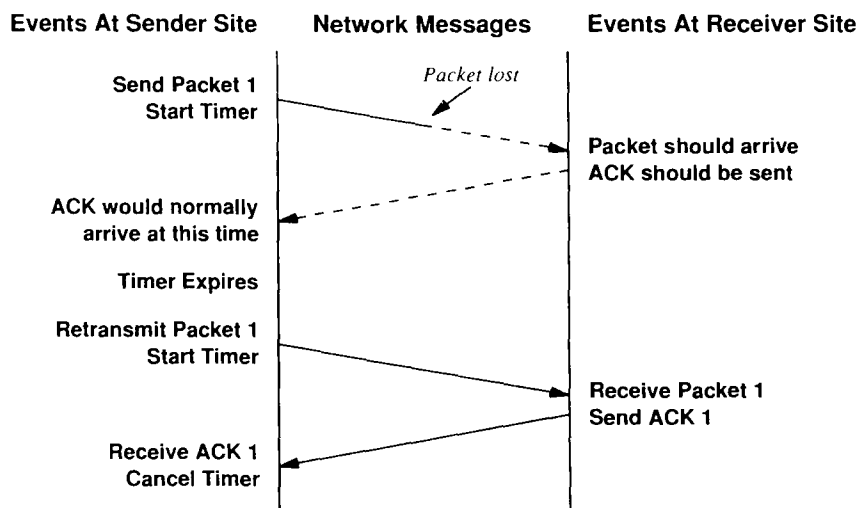 Events At Sender Site
Network Messages
Events At Receiver Site
Packet lost
Send Packet 1
Start Timer
Packet should arrive
ACK should be sent
ACK would normally
arrive at this time
Timer Expires
Retransmit Packet 1
Start Timer
Receive Packet 1
Send ACK 1
Receive ACK 1
Cancel Timer